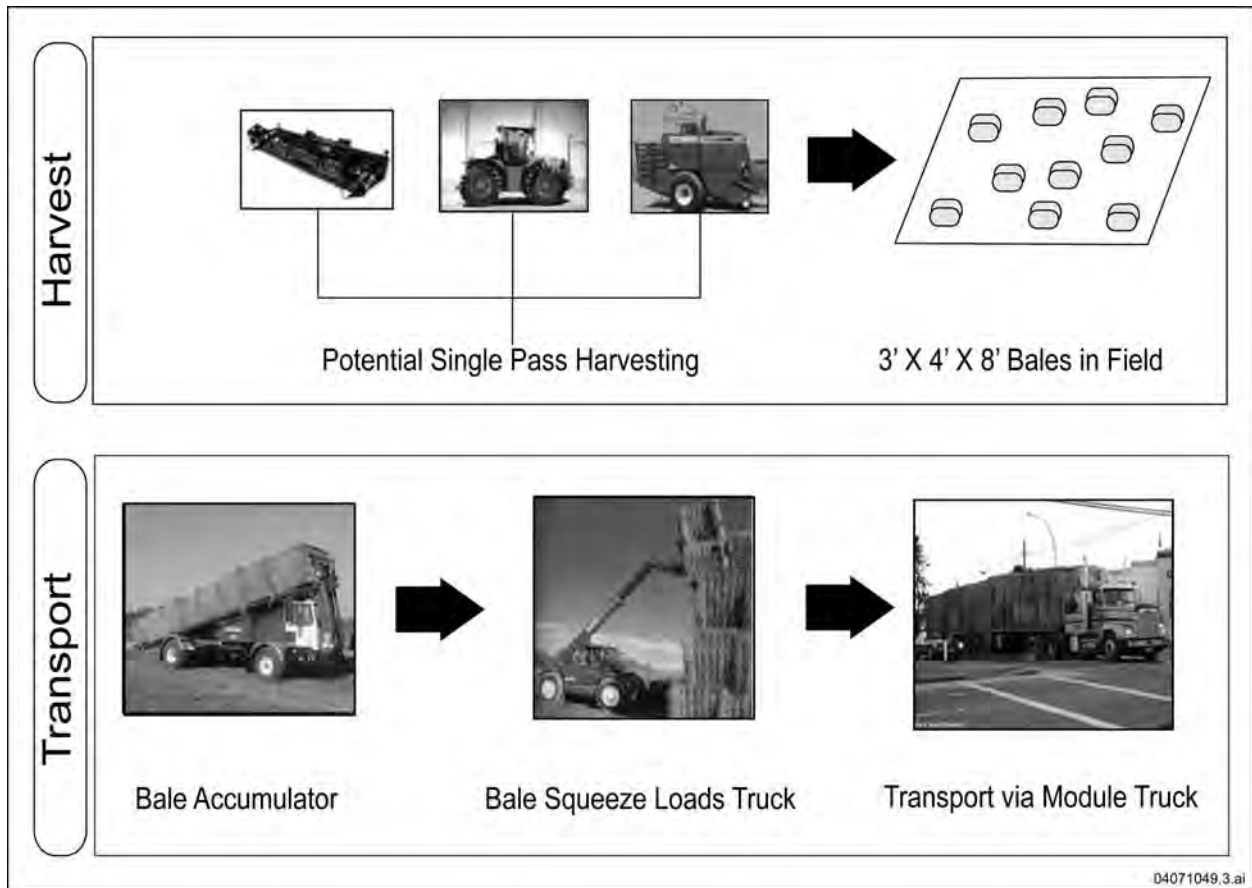 Harvest
Potential Single Pass Harvesting
3' X 4' X 8' Bales in Field
Transport
Bale Accumulator
Bale Squeeze Loads Truck
Transport via Module Truck
04071049,3.ai